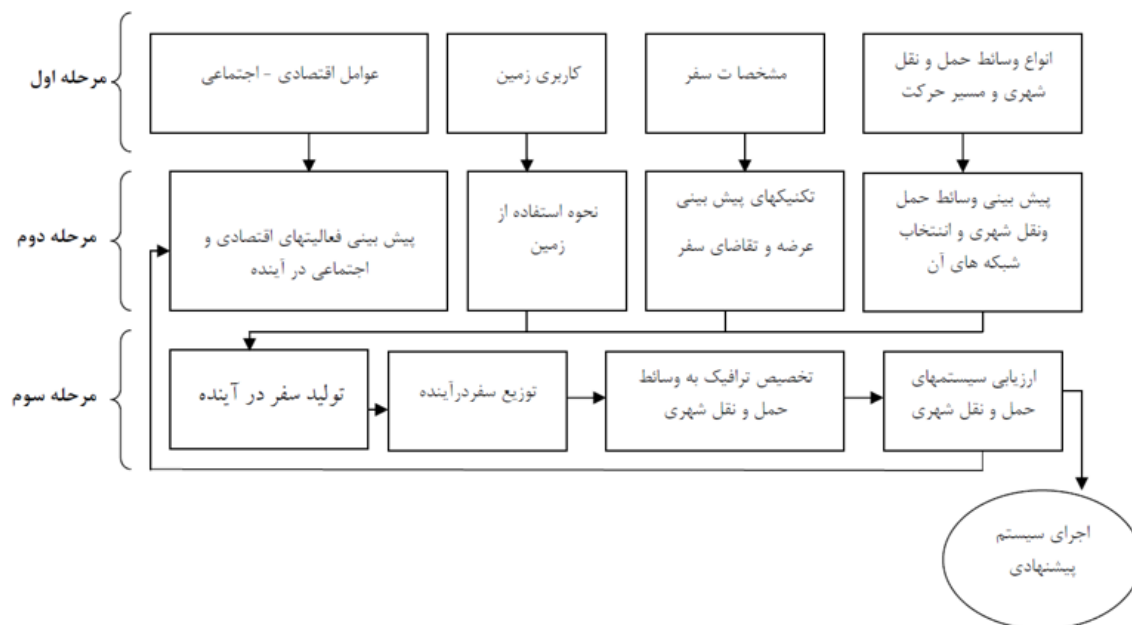 مرحله اول
عوامل اقتصادی - اجتماعی
کاربری زمین
مشخصا ت سفر
انواع وسائط حمل و نقل
شهری و مسیر حرکت
مرحله دوم
پیش بینی فعالیتهای اقتصادی و
اجتماعی در آینده
نحوه استفاده از
زمین
تکنیکهای پیش بینی
عرضه و تقاضای سفر
پیش بینی وسائط حمل
ونقل شهری و اننتخاب
شبکه های آن
مرحله سوم
تولید سفر در آینده
توزیع سفردرآینده
تخصیص ترافیک به وسائط
حمل و نقل شهری
ارزیابی سیستمهای
حمل و نقل شهری
اجرای سیستم
پیشنهادی